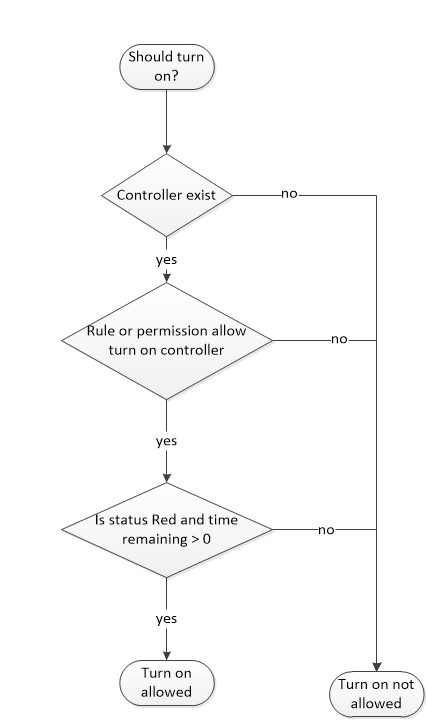 Should turn
on?
Controller exist
no
yes
Rule or permission allow
turn on controller
no
yes
Is status Red and time
remaining > 0
no
yes
Turn on
allowed
Turn on not
allowed